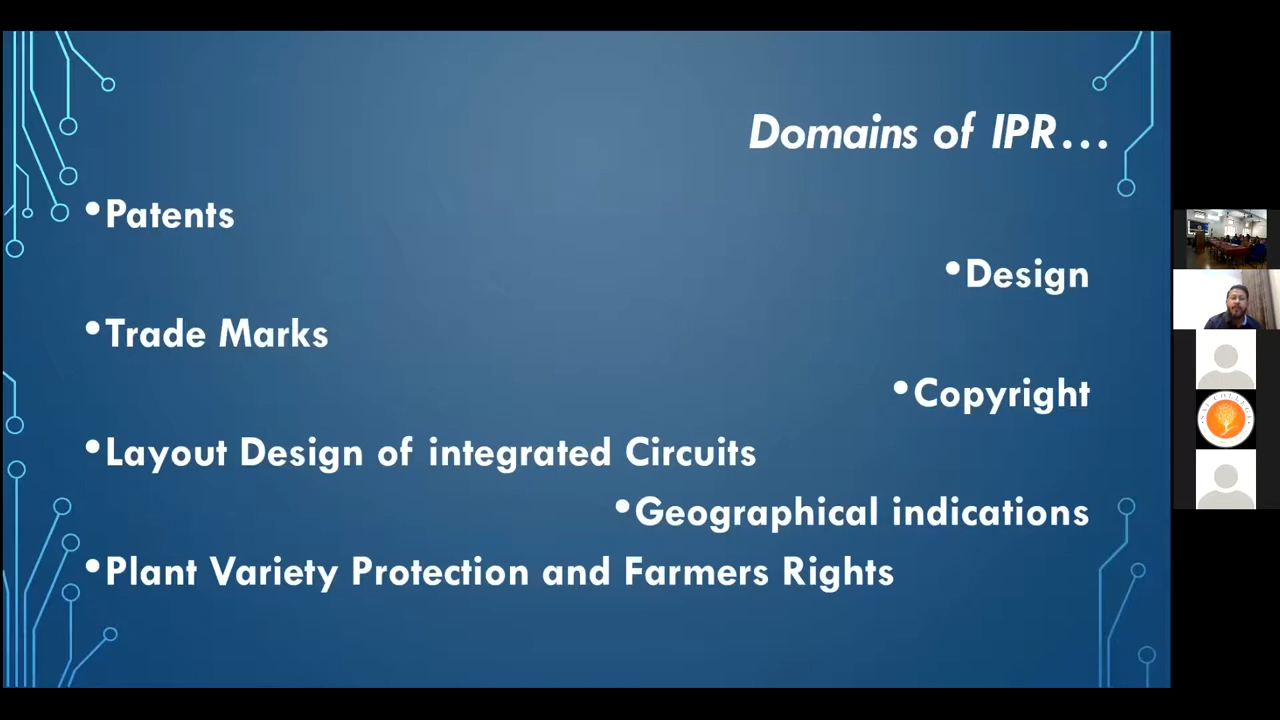 Domains of IPR...
•Patents
•Design
•Trade Marks
•Copyright
•Layout Design of integrated Circuits
•Geographical indications
•Plant Variety Protection and Farmers Rights